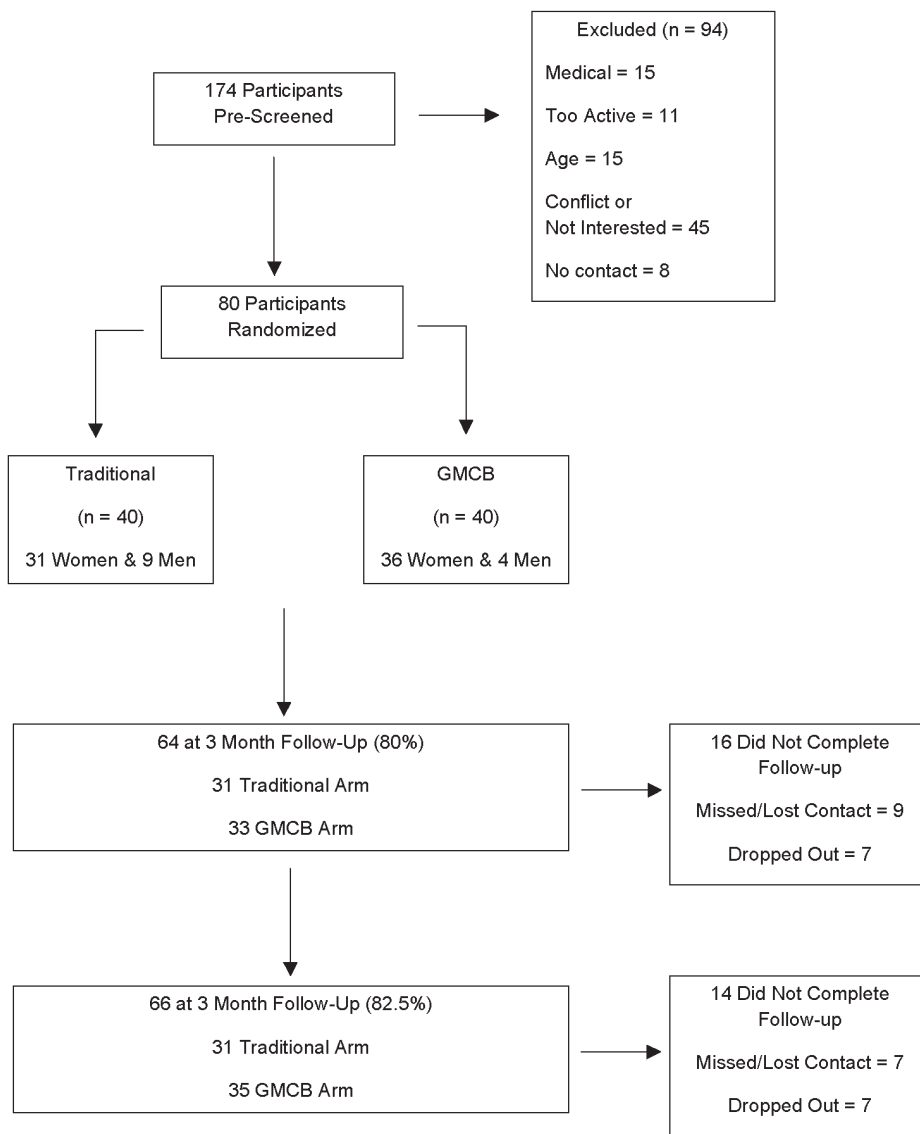 174 Participants
Pre-Screened
Excluded (n = 94)
Medical = 15
Too Active = 11
Age = 15
Conflict or
Not Interested = 45
No contact = 8
80 Participants
Randomized
Traditional
(n = 40)
31 Women & 9 Men
GMCB
(n = 40)
36 Women & 4 Men
64 at 3 Month Follow-Up (80%)
31 Traditional Arm
33 GMCB Arm
16 Did Not Complete
Follow-up
Missed/Lost Contact = 9
Dropped Out = 7
66 at 3 Month Follow-Up (82.5%)
31 Traditional Arm
35 GMCB Arm
14 Did Not Complete
Follow-up
Missed/Lost Contact = 7
Dropped Out = 7